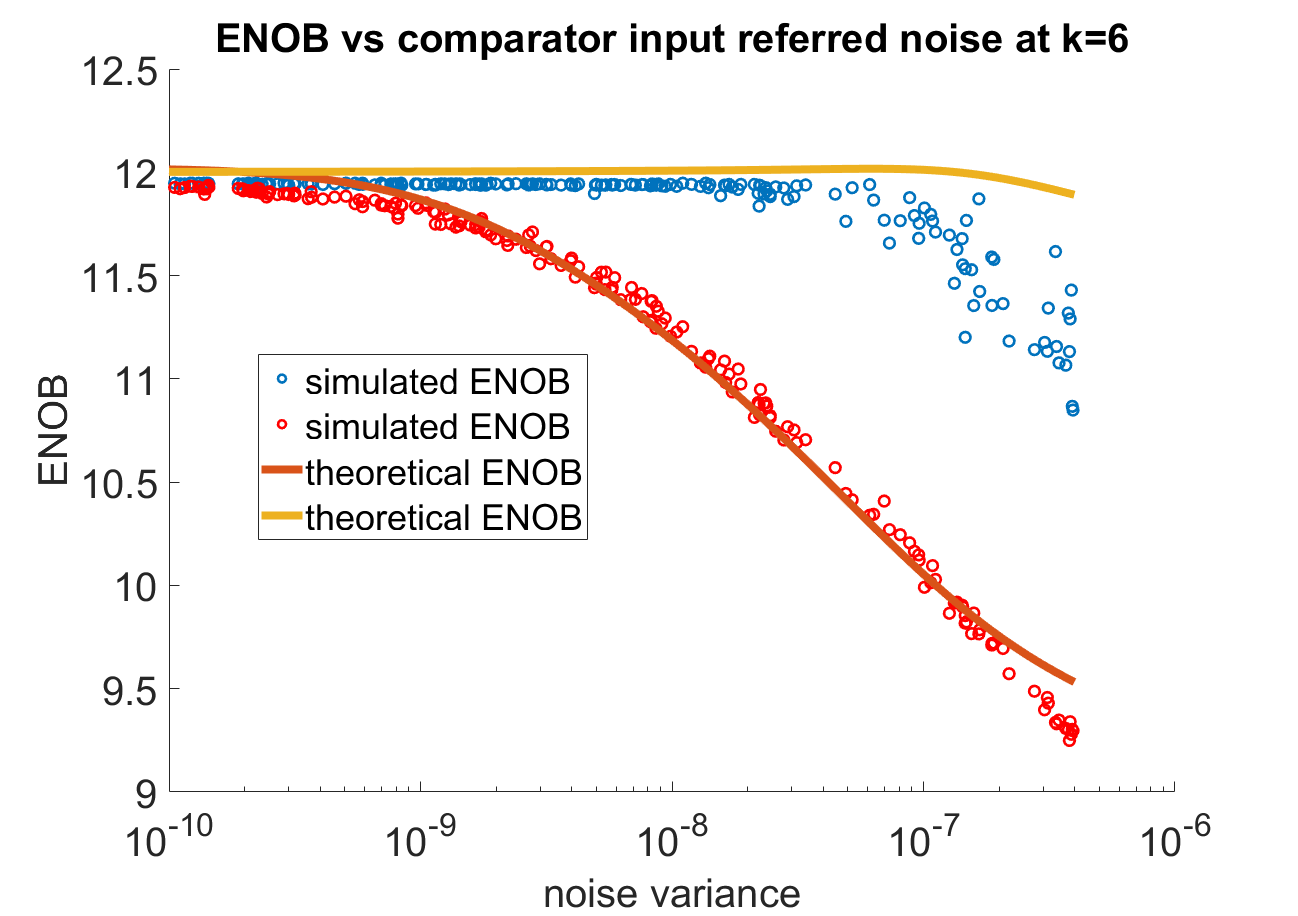 ENOB vs comparator input referred noise at k=6
12.5
12
11.5
11
10.5
10
9.5
9
ENOB
simulated ENOB
simulated ENOB
theoretical ENOB
theoretical ENOB
10-10
10-9
10-8
10-7
10-6
noise variance